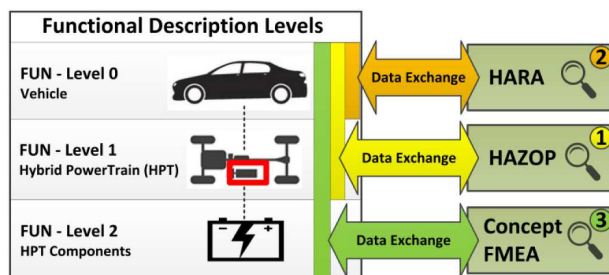 Functional Description Levels
FUN - Level 0
Vehicle
Data Exchange
HARA
2
FUN - Level 1
Hybrid PowerTrain (HPT)
Data Exchange
HAZOP
1
FUN - Level 2
HPT Components
Data Exchange
Concept
FMEA
3